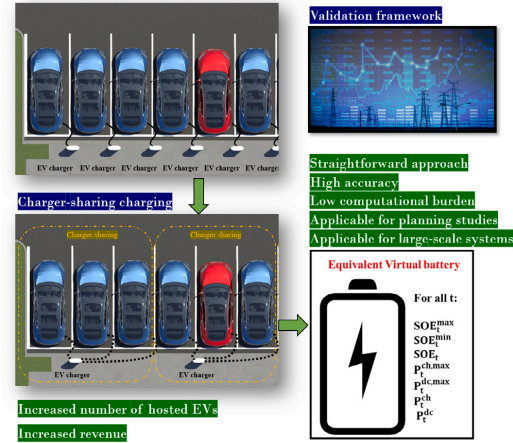 Validation framework
EV charger EV charger EV charger EV charger EV charger EV charger
Charger-sharing charging
Charger sharing
Charger sharing
EV charger
EV charger
Increased number of hosted EVs
Increased revenue
Straightforward approach
High accuracy
Low computational burden
Applicable for planning studies
Applicable for large-scale systems
Equivalent Virtual battery
For all t:
SOE_t^max
SOE_t^min
SOE_t
P_t^ch,max
P_t^dc,max
P_t^ch
P_t^dc